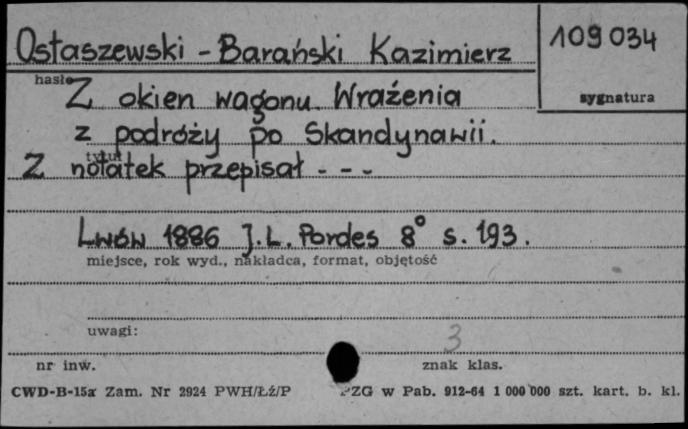 Ostaszewski - Barański Kazimierz
109 034
hasło
sygnatura
Z okien wagonu. Wrażenia
z podróży po Skandynawii.
tytuł
Z notatek przepisał - - -
Lwów 1886 J.L. Pordes 8° s. 193.
miejsce, rok wyd., nakładca, format, objętość
uwagi:
3
nr inw.
znak klas.
CWD-B-15a Zam. Nr 2924 PWH/Łź/P PZG w Pab. 912-64 1 000 000 szt. kart. b. kl.